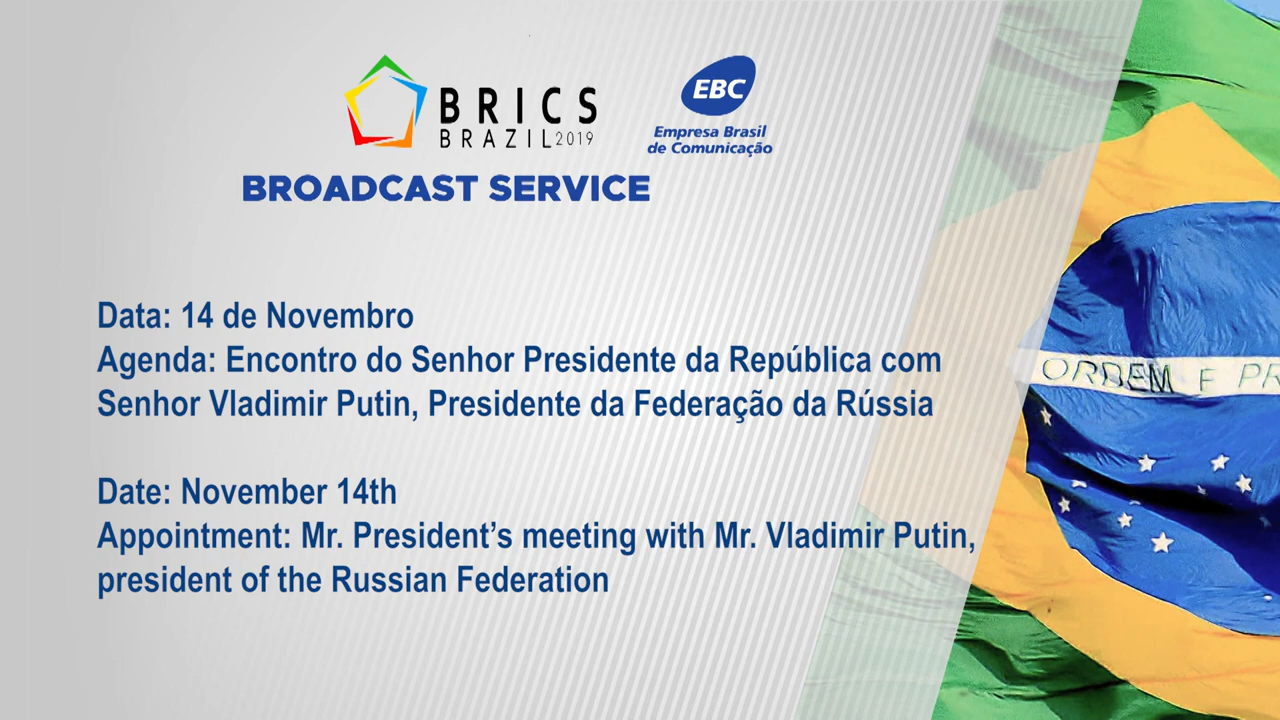 BRICS
BRAZIL 2019
EBC
Empresa Brasil
de Comunicação
BROADCAST SERVICE
Data: 14 de Novembro
Agenda: Encontro do Senhor Presidente da República com
Senhor Vladimir Putin, Presidente da Federação da Rússia
Date: November 14th
Appointment: Mr. President’s meeting with Mr. Vladimir Putin,
president of the Russian Federation
ORDEM E PR